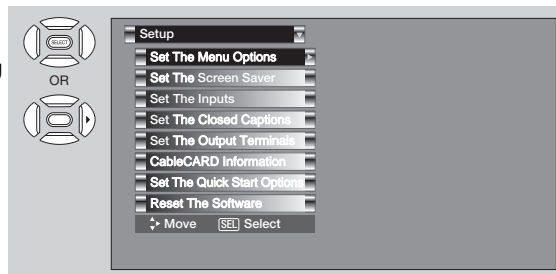 SELECT
OR
Setup
Set The Menu Options
Set The Screen Saver
Set The Inputs
Set The Closed Captions
Set The Output Terminals
CableCARD Information
Set The Quick Start Options
Reset The Software
Move SEL Select